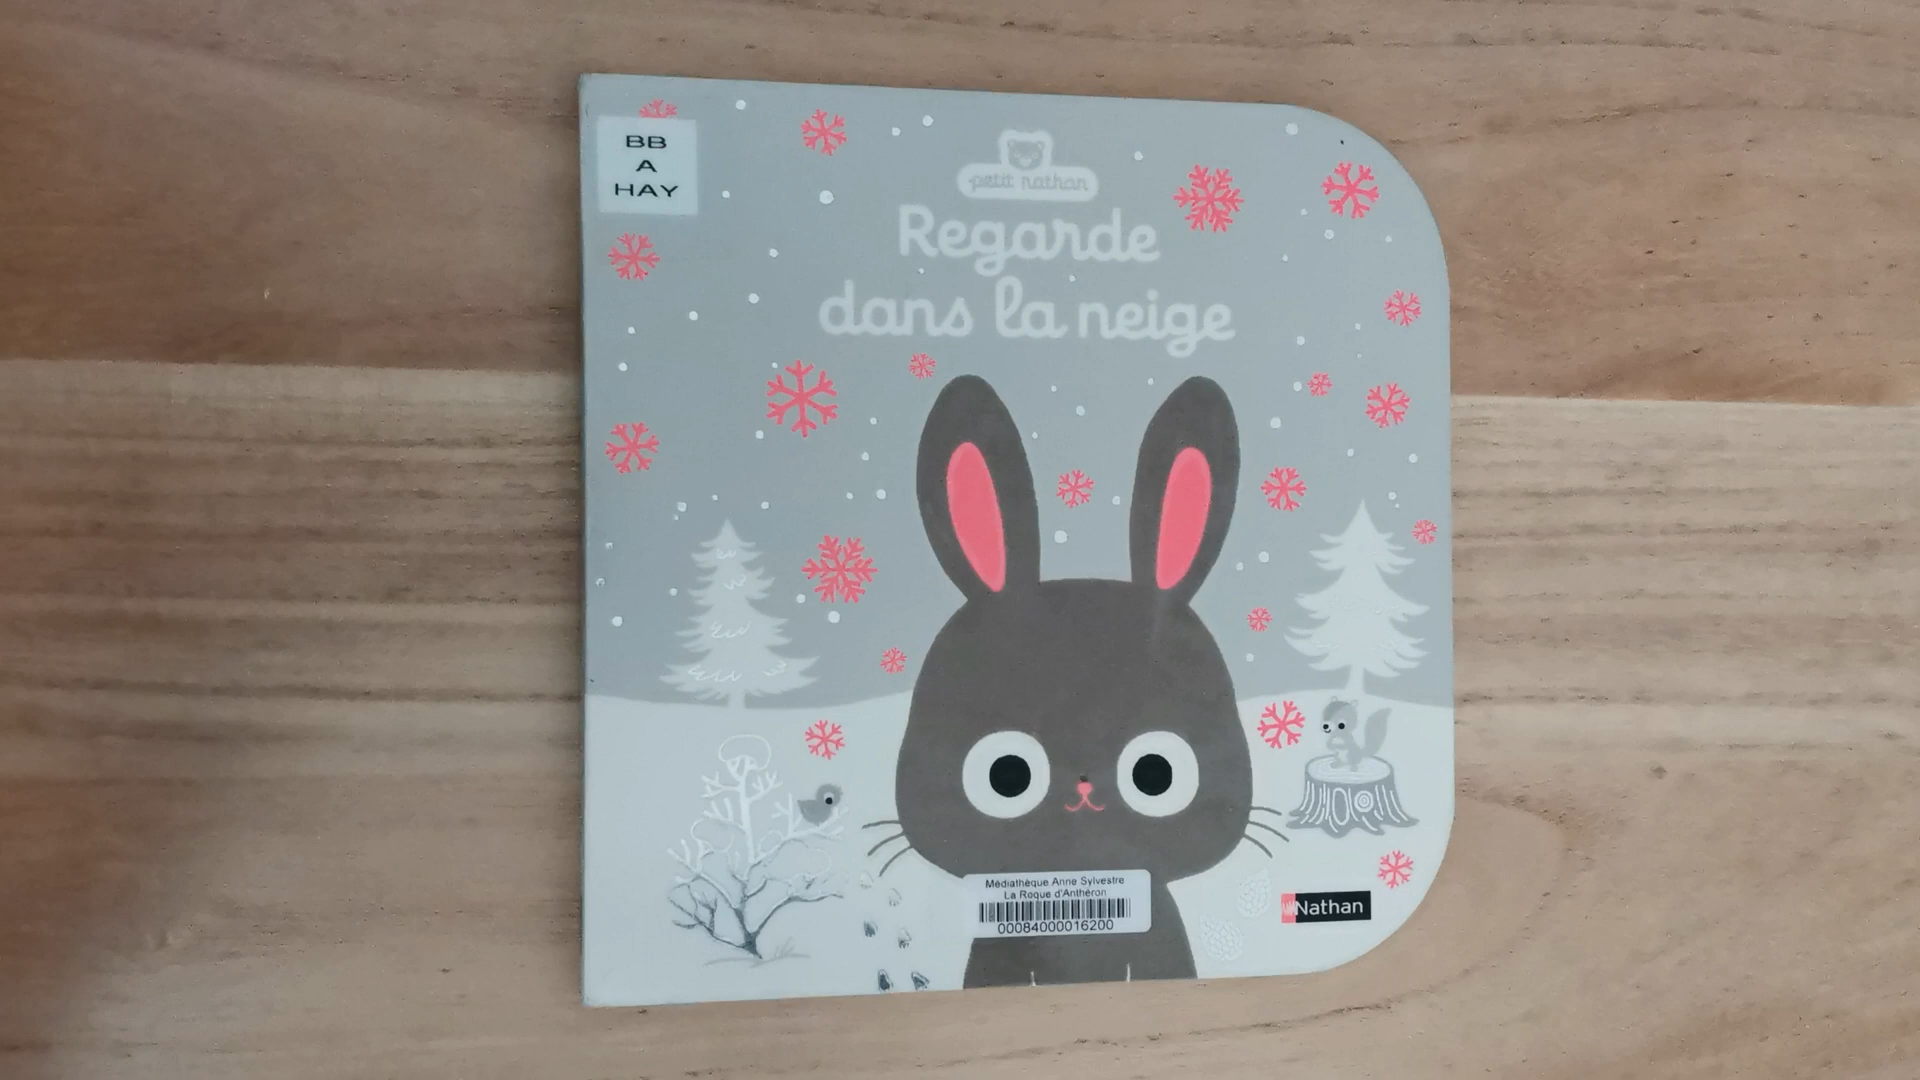 BB
A
HAY
petit nathan
Regarde
dans la neige
Médiathèque Anne Sylvestre
La Roque d'Anthéron
00084000016200
Nathan